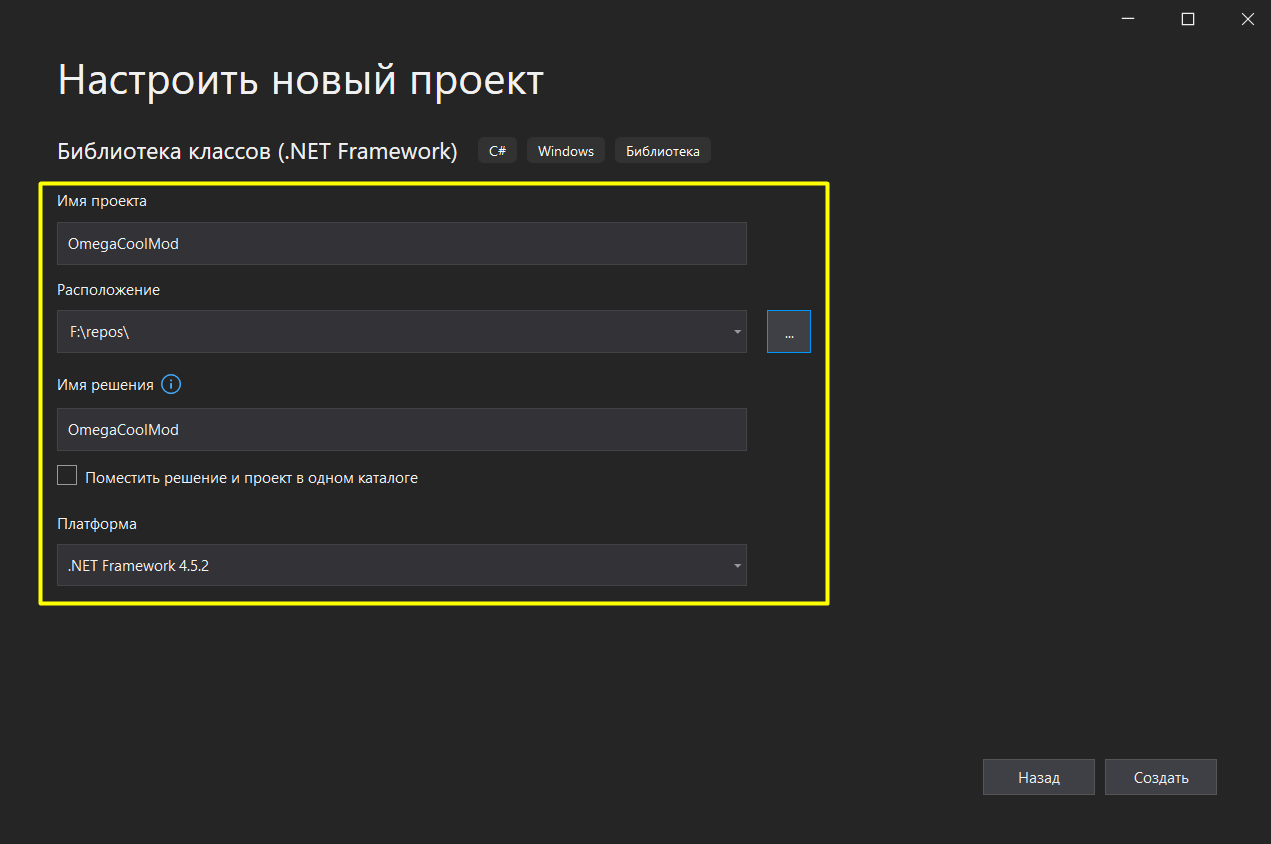 Настроить новый проект
Библиотека классов (.NET Framework) C# Windows Библиотека
Имя проекта
OmegaCoolMod
Расположение
F:\repos\
...
Имя решения
OmegaCoolMod
Поместить решение и проект в одном каталоге
Платформа
.NET Framework 4.5.2
Назад Создать